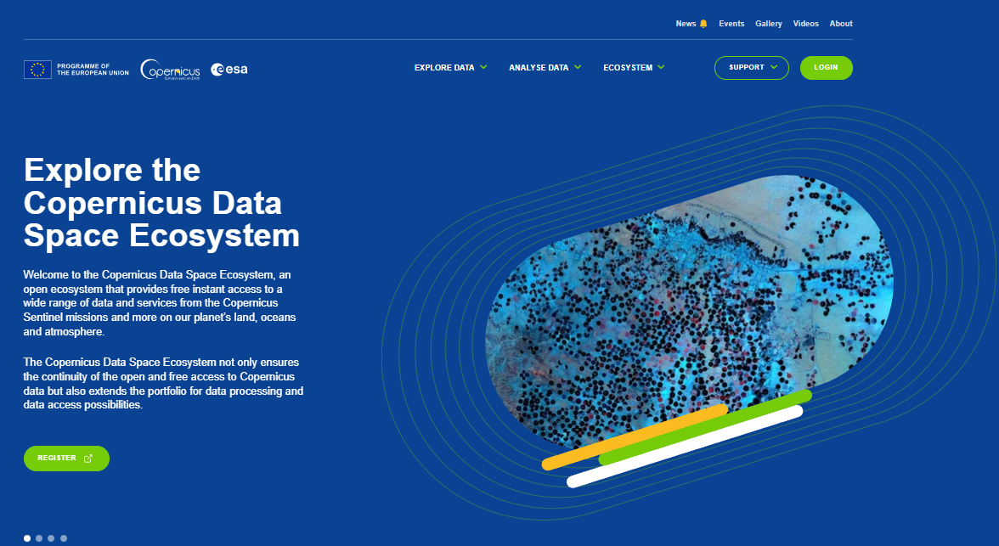 News
Events
Gallery
Videos
About
PROGRAMME OF
THE EUROPEAN UNION
opernicus
esa
EXPLORE DATA
ANALYSE DATA
ECOSYSTEM
SUPPORT
LOGIN
Explore the
Copernicus Data
Space Ecosystem
Welcome to the Copernicus Data Space Ecosystem, an
open ecosystem that provides free instant access to a
wide range of data and services from the Copernicus
Sentinel missions and more on our planet's land, oceans
and atmosphere.
The Copernicus Data Space Ecosystem not only ensures
the continuity of the open and free access to Copernicus
data but also extends the portfolio for data processing and
data access possibilities.
REGISTER